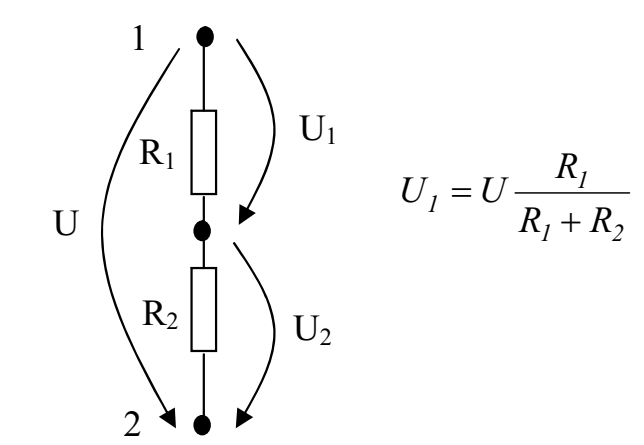 1
U₁
R₁
U₁ = U R₁ / (R₁ + R₂)
U
R₂
U₂
2